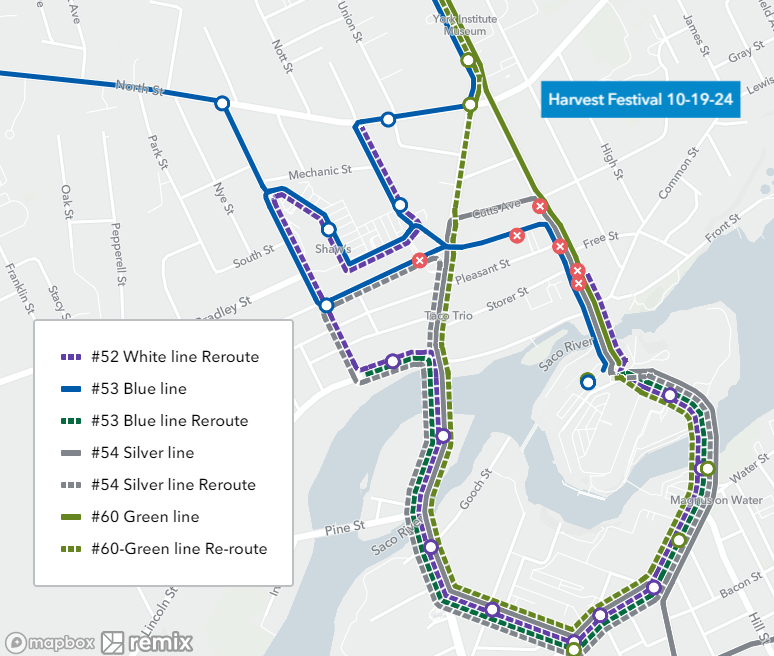 York Institute
Museum
Union St
Nott St
James St
Gray St
Lewis
North St
Harvest Festival 10-19-24
Park St
High St
Common St
Mechanic St
Oak St
Nye St
Pepperell St
Cutts Ave
Front St
Free St
Shaw's
South St
Pleasant St
Franklin St
Stacy S
Bradley St
Storer St
Taco Trio
Saco River
#52 White line Reroute
#53 Blue line
#53 Blue line Reroute
#54 Silver line
#54 Silver line Reroute
#60 Green line
#60-Green line Re-route
Gooch St
Water St
Magnus on Water
Pine St
Saco River
Bacon St
Lincoln St
In
Hill St
mapbox
remix